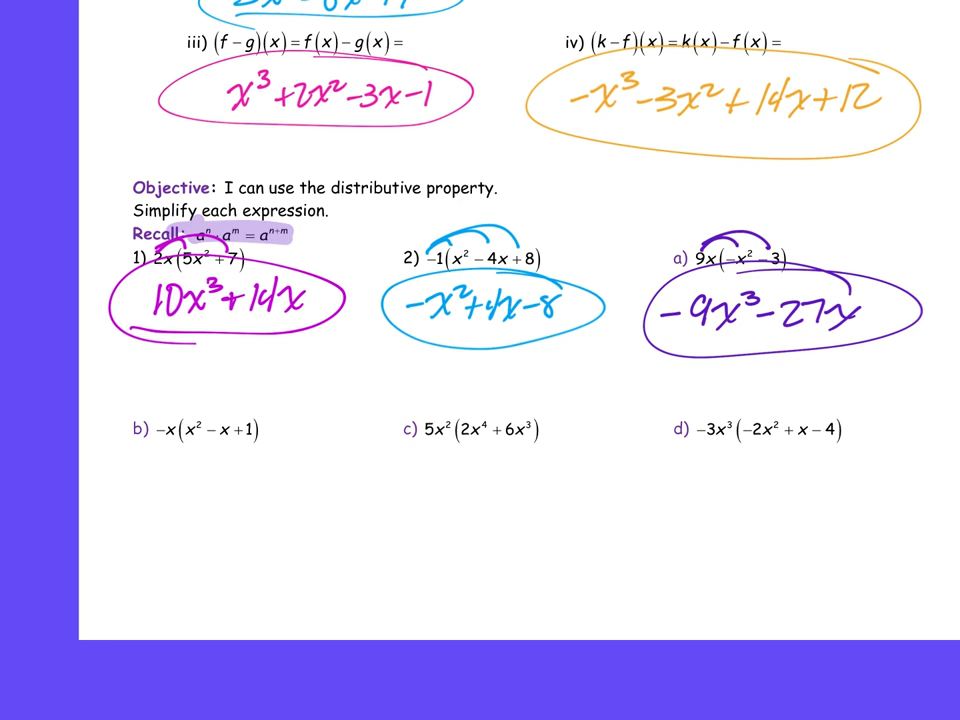 iii) (f − g)(x) = f(x) − g(x) =
iv) (k − f)(x) = k(x) − f(x) =
x³ + 2x² − 3x − 1
−x³ − 3x² + 14x + 12
Objective: I can use the distributive property.
Simplify each expression.
Recall: aⁿ · aᵐ = aⁿ⁺ᵐ
1) 2x(5x² + 7)
2) −1(x² − 4x + 8)
a) 9x(−x² − 3)
10x³ + 14x
−x² + 4x − 8
−9x³ − 27x
b) −x(x² − x + 1)
c) 5x²(2x⁴ + 6x³)
d) −3x³(−2x² + x − 4)